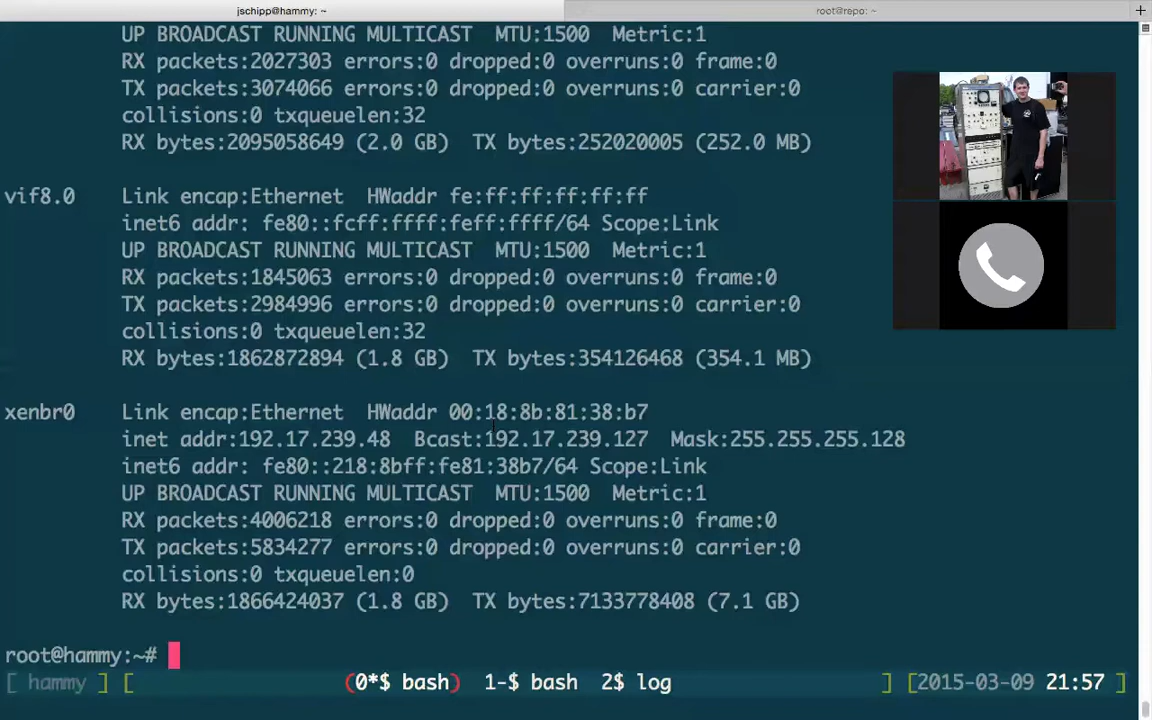 jschipp@hammy: ~ root@repo: ~ +
UP BROADCAST RUNNING MULTICAST MTU:1500 Metric:1
RX packets:2027303 errors:0 dropped:0 overruns:0 frame:0
TX packets:3074066 errors:0 dropped:0 overruns:0 carrier:0
collisions:0 txqueuelen:32
RX bytes:2095058649 (2.0 GB) TX bytes:252020005 (252.0 MB)
vif8.0 Link encap:Ethernet HWaddr fe:ff:ff:ff:ff:ff
inet6 addr: fe80::fcff:ffff:feff:ffff/64 Scope:Link
UP BROADCAST RUNNING MULTICAST MTU:1500 Metric:1
RX packets:1845063 errors:0 dropped:0 overruns:0 frame:0
TX packets:2984996 errors:0 dropped:0 overruns:0 carrier:0
collisions:0 txqueuelen:32
RX bytes:1862872894 (1.8 GB) TX bytes:354126468 (354.1 MB)
xenbr0 Link encap:Ethernet HWaddr 00:18:8b:81:38:b7
inet addr:192.17.239.48 Bcast:192.17.239.127 Mask:255.255.255.128
inet6 addr: fe80::218:8bff:fe81:38b7/64 Scope:Link
UP BROADCAST RUNNING MULTICAST MTU:1500 Metric:1
RX packets:4006218 errors:0 dropped:0 overruns:0 frame:0
TX packets:5834277 errors:0 dropped:0 overruns:0 carrier:0
collisions:0 txqueuelen:0
RX bytes:1866424037 (1.8 GB) TX bytes:7133778408 (7.1 GB)
root@hammy:~#
[ hammy ] [ (0*$ bash) 1-$ bash 2$ log ] [2015-03-09 21:57 ]